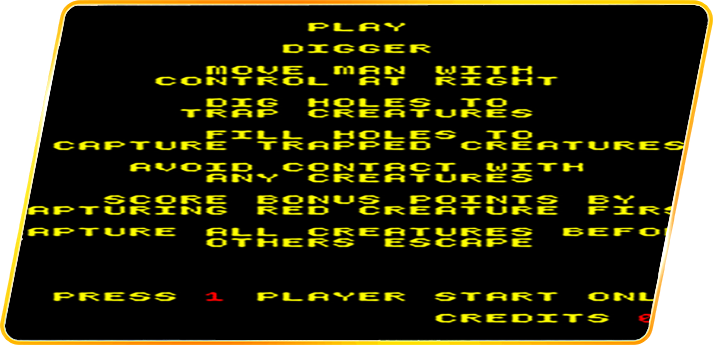 PLAY
DIGGER
MOVE MAN WITH
CONTROL AT RIGHT
DIG HOLES TO
TRAP CREATURES
FILL HOLES TO
CAPTURE TRAPPED CREATURES
AVOID CONTACT WITH
ANY CREATURES
SCORE BONUS POINTS BY
APTURING RED CREATURE FIRS
APTURE ALL CREATURES BEFO
OTHERS ESCAPE
PRESS 1 PLAYER START ONL
CREDITS